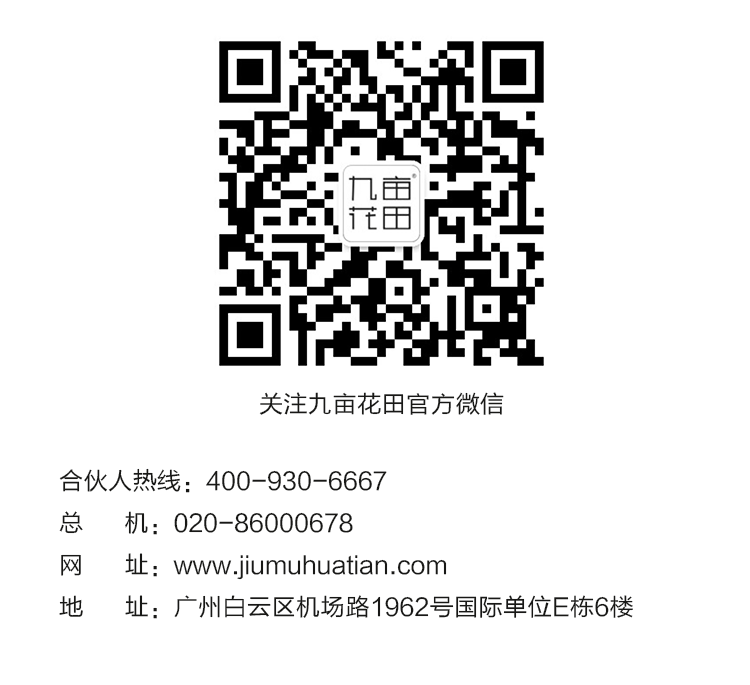 九亩
花田
关注九亩花田官方微信
合伙人热线：400-930-6667
总 机：020-86000678
网 址：www.jiumuhuatian.com
地 址：广州白云区机场路1962号国际单位E栋6楼